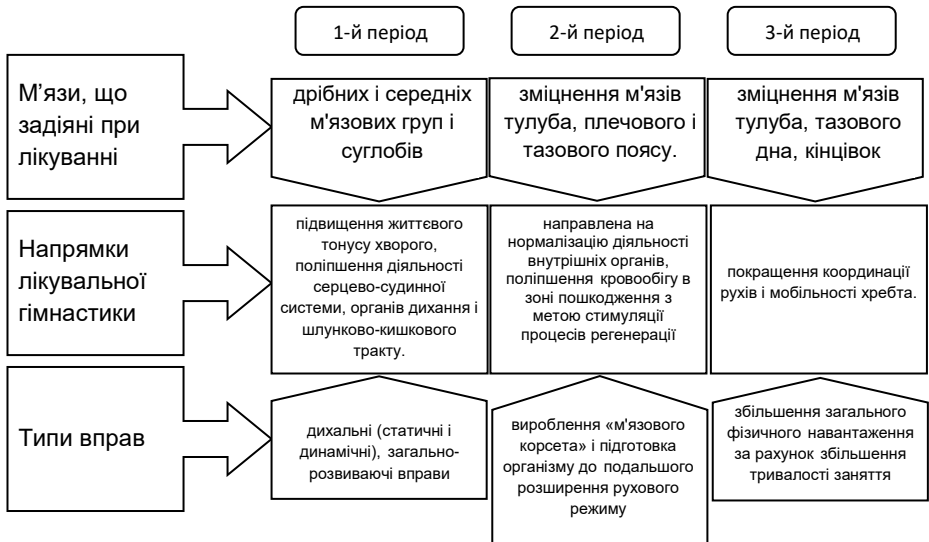 1-й період
2-й період
3-й період
М’язи, що
задіяні при
лікуванні
дрібних і середніх
м'язових груп і
суглобів
зміцнення м'язів
тулуба, плечового і
тазового поясу.
зміцнення м'язів
тулуба, тазового
дна, кінцівок
Напрямки
лікувальної
гімнастики
підвищення життєвого
тонусу хворого,
поліпшення діяльності
серцево-судинної
системи, органів дихання і
шлунково-кишкового
тракту.
направлена на
нормалізацію діяльності
внутрішніх органів,
поліпшення кровообігу в
зоні пошкодження з
метою стимуляції
процесів регенерації
покращення координації
рухів і мобільності хребта.
Типи вправ
дихальні (статичні і
динамічні), загально-
розвиваючі вправи
вироблення «м'язового
корсета» і підготовка
організму до подальшого
розширення рухового
режиму
збільшення загального
фізичного навантаження
за рахунок збільшення
тривалості заняття